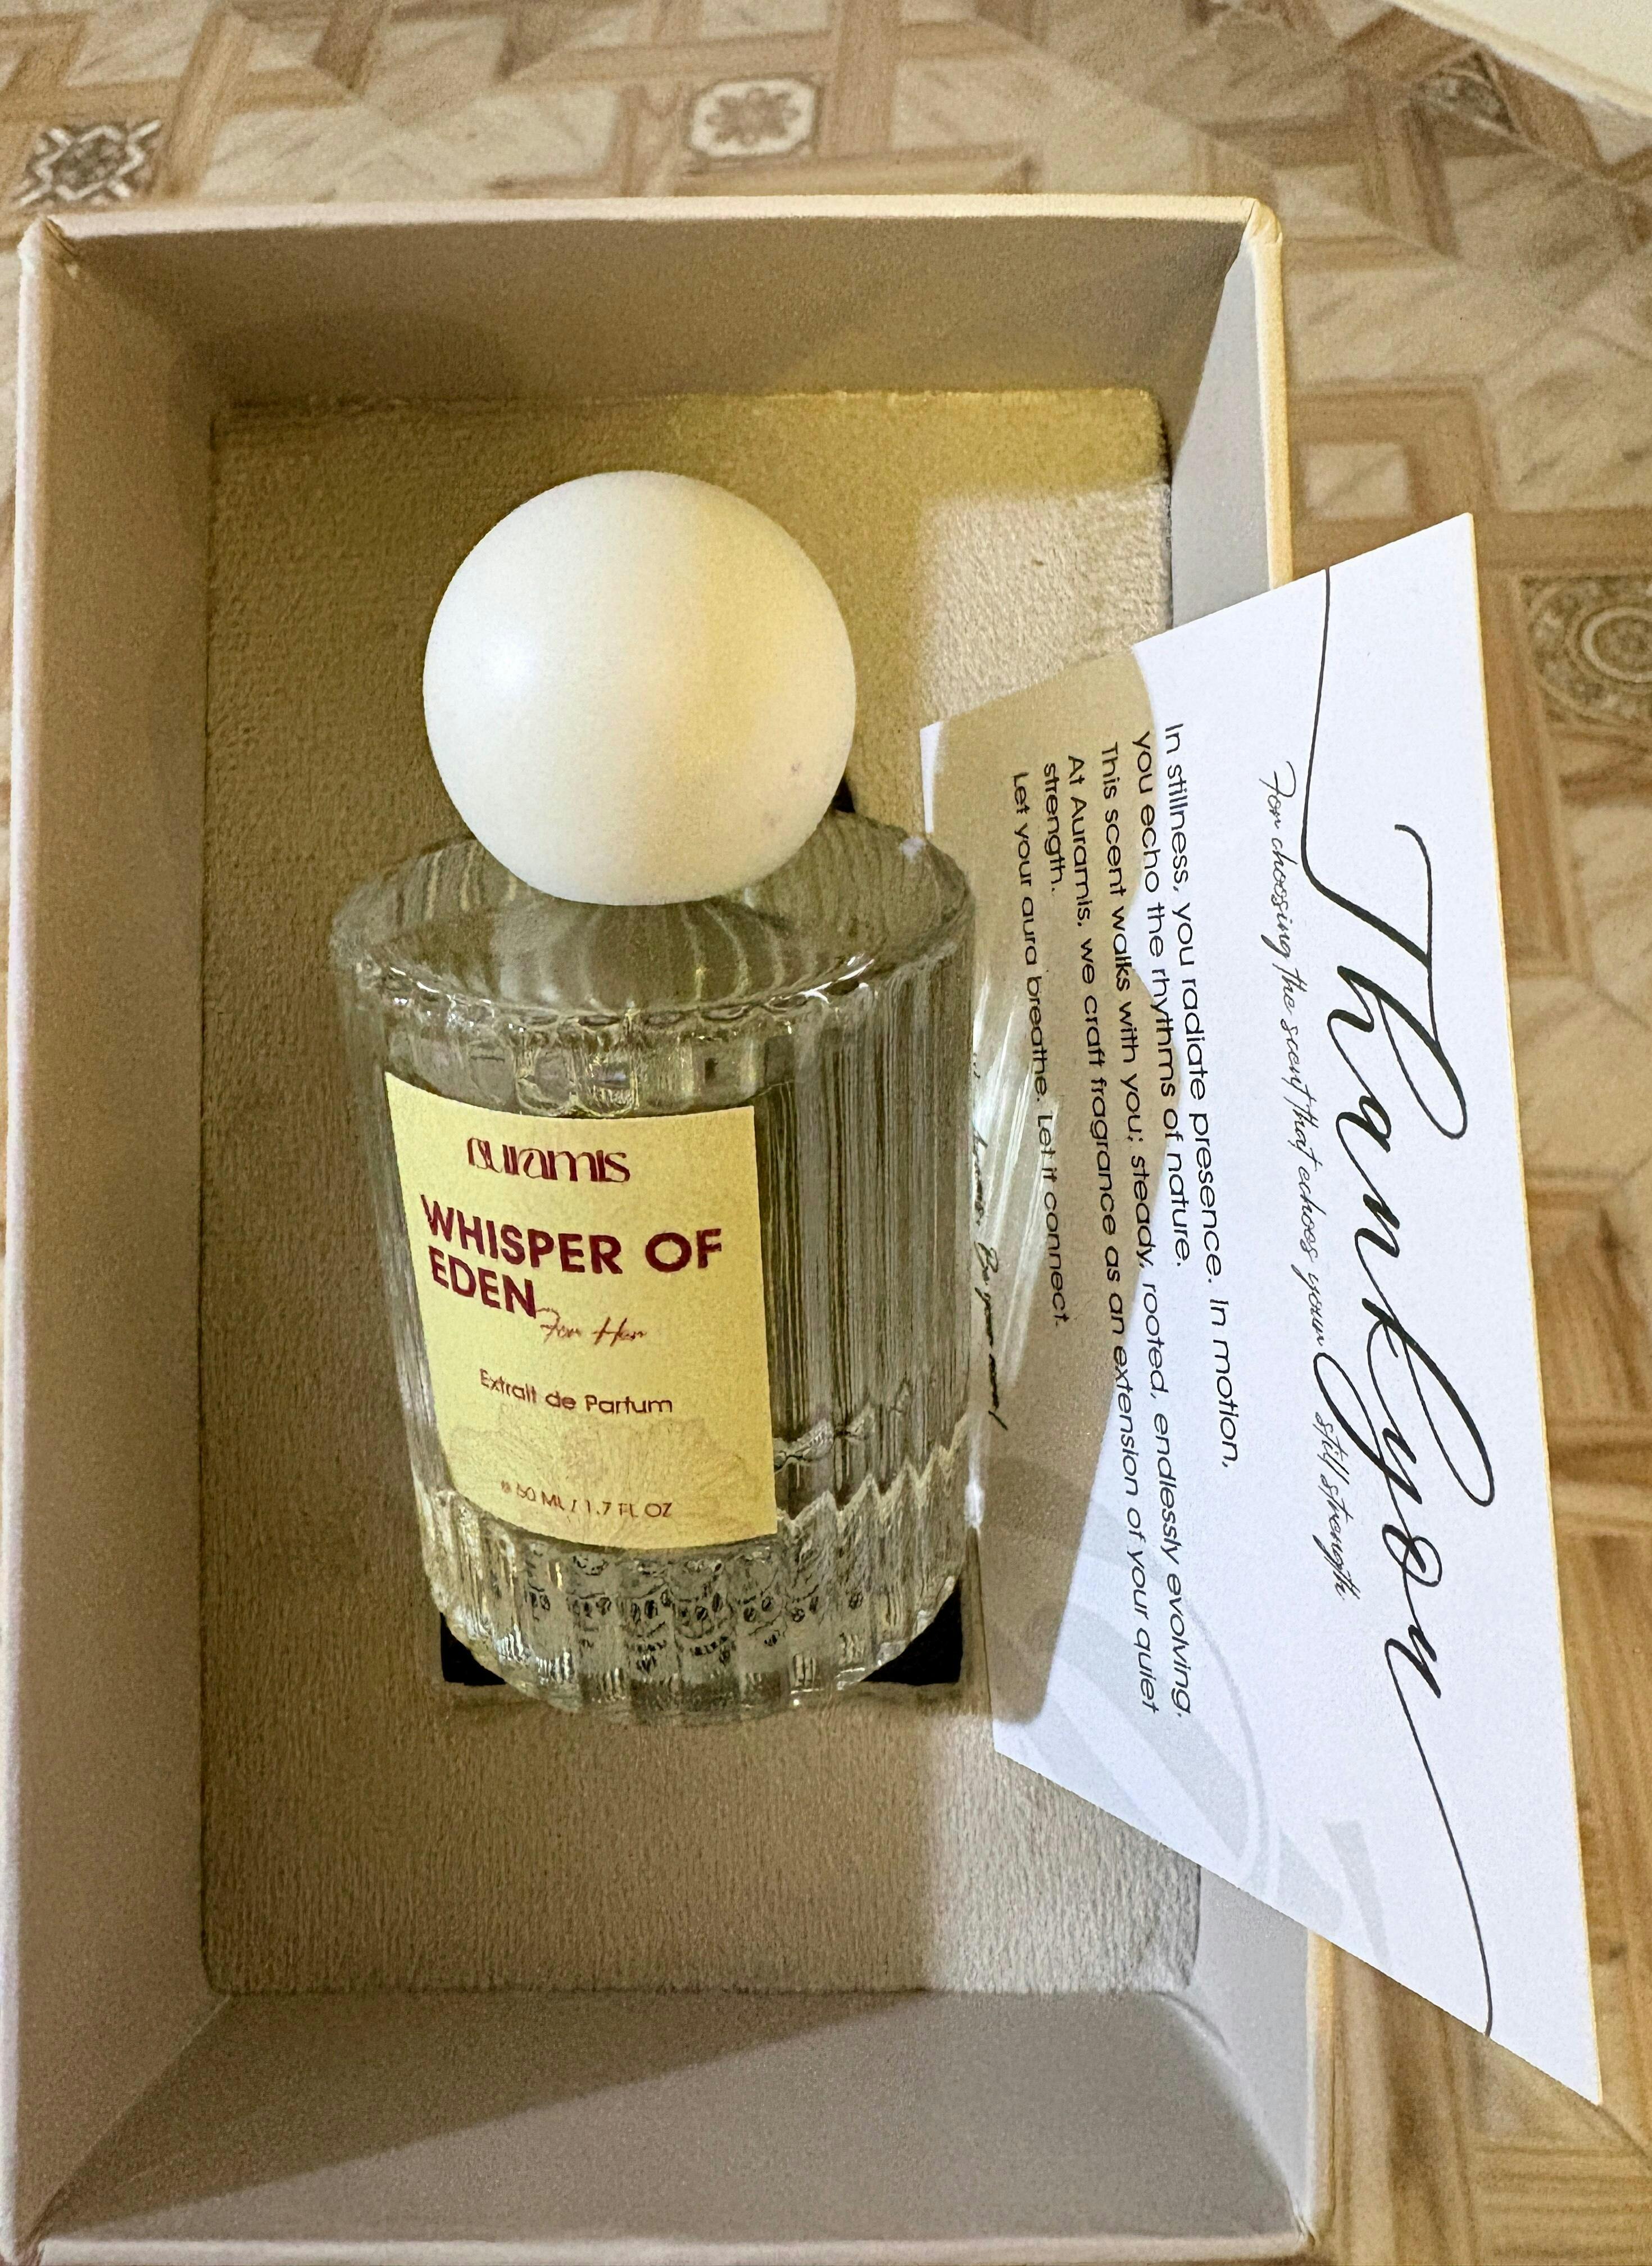 auramis
WHISPER OF
EDEN
For Her
Extrait de Parfum
50 ML / 1.7 FL OZ
Thank you
For choosing the scent that echoes your still strength
In stillness, you radiate presence. In motion,
you echo the rhythms of nature.
This scent walks with you; steady, rooted, endlessly evolving.
At Auramis, we craft fragrance as an extension of your quiet
strength.
Let your aura breathe. Let it connect.
Be your